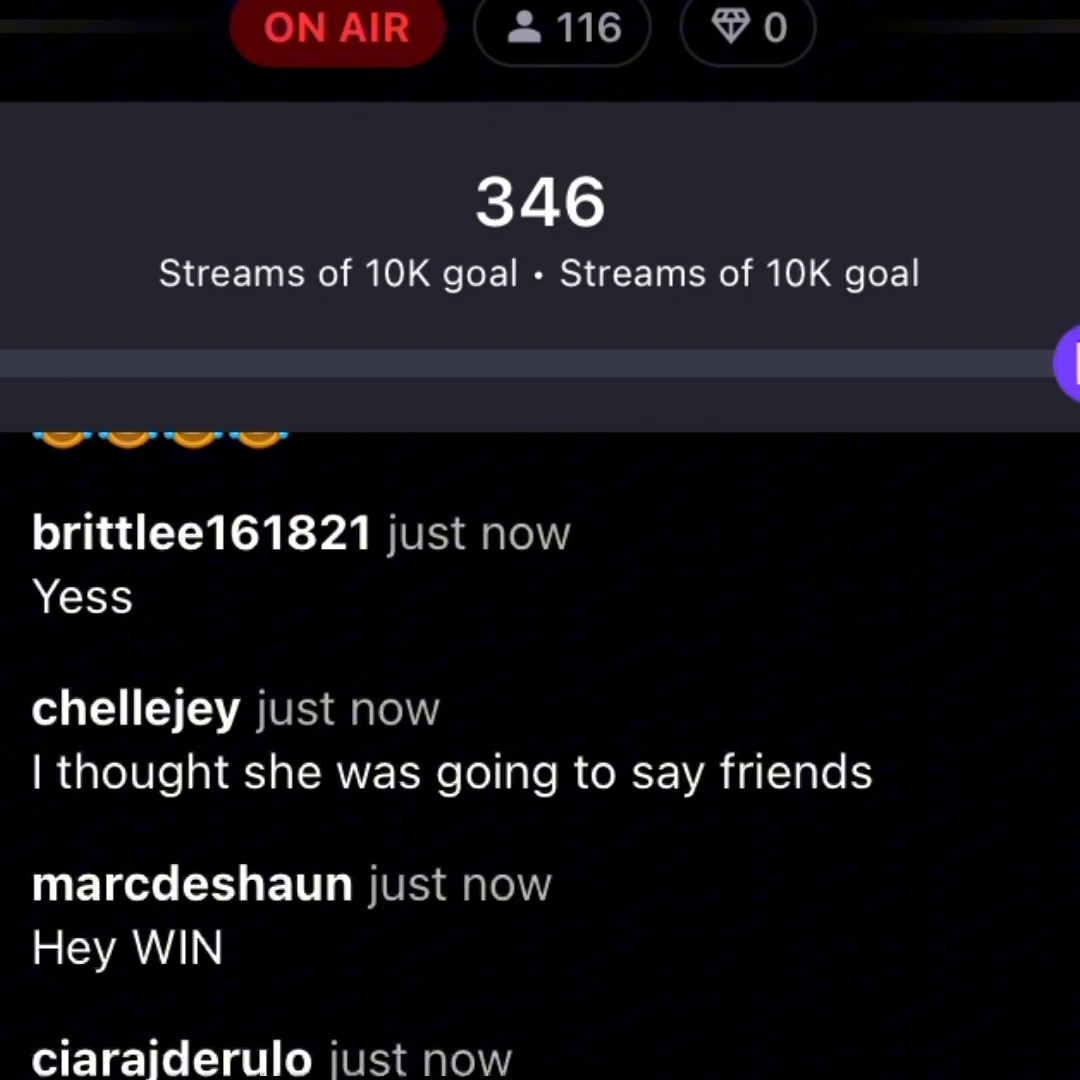 ON AIR 116 0
346
Streams of 10K goal • Streams of 10K goal
brittlee161821 just now
Yess
chellejey just now
I thought she was going to say friends
marcdeshaun just now
Hey WIN
ciarajderulo just now